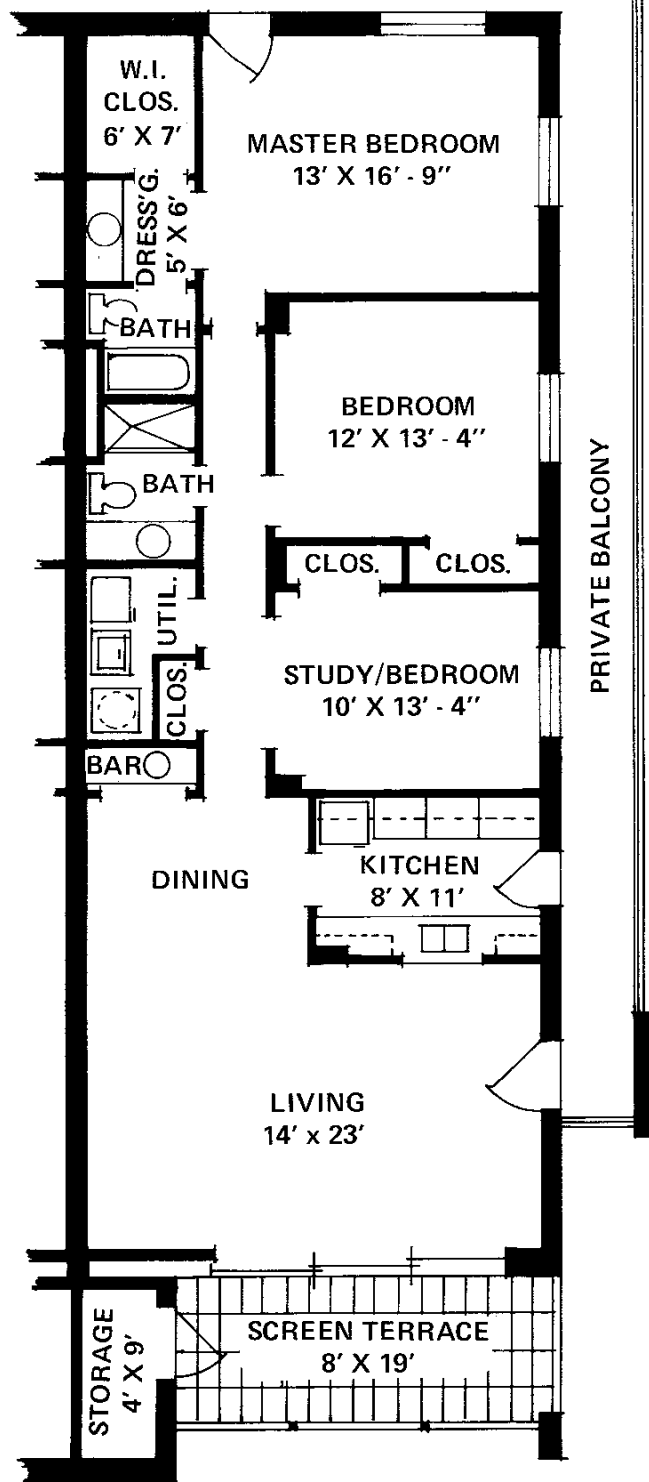 W.I.
CLOS.
6' X 7'
MASTER BEDROOM
13' X 16' - 9''
DRESS'G.
5' X 6'
BATH
BEDROOM
12' X 13' - 4''
BATH
PRIVATE BALCONY
CLOS.
CLOS.
UTIL.
CLOS.
STUDY/BEDROOM
10' X 13' - 4''
BAR
DINING
KITCHEN
8' X 11'
LIVING
14' x 23'
STORAGE
4' X 9'
SCREEN TERRACE
8' X 19'